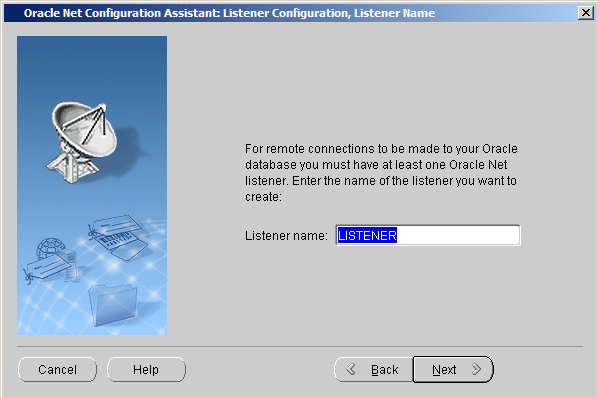 Oracle Net Configuration Assistant: Listener Configuration, Listener Name
For remote connections to be made to your Oracle
database you must have at least one Oracle Net
listener. Enter the name of the listener you want to
create:
Listener name: LISTENER
Cancel Help Back Next